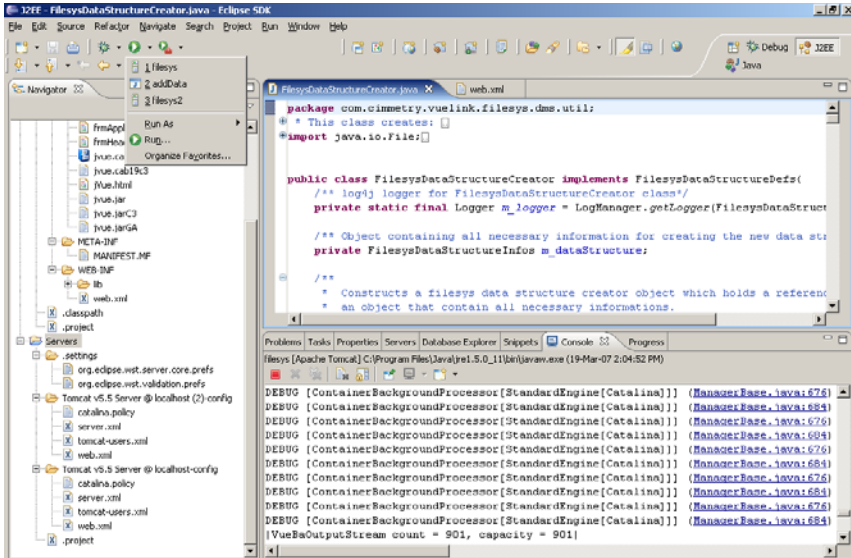 J2EE - FilesysDataStructureCreator.java - Eclipse SDK
File Edit Source Refactor Navigate Search Project Run Window Help
Debug J2EE
Java
1 filesys
2 addData
3 filesys2
Run As
Run...
Organize Favorites...
Navigator
frmAppl
frmHea
jvue.ca
jvue.cab19c3
jVue.html
jvue.jar
jvue.jarC3
jvue.jarGA
META-INF
MANIFEST.MF
WEB-INF
lib
web.xml
.classpath
.project
Servers
.settings
org.eclipse.wst.server.core.prefs
org.eclipse.wst.validation.prefs
Tomcat v5.5 Server @ localhost (2)-config
catalina.policy
server.xml
tomcat-users.xml
web.xml
Tomcat v5.5 Server @ localhost-config
catalina.policy
server.xml
tomcat-users.xml
web.xml
.project
FilesysDataStructureCreator.java web.xml
package com.cimmetry.vuelink.filesys.dms.util;
* This class creates:
import java.io.File;
public class FilesysDataStructureCreator implements FilesysDataStructureDefs{
/** log4j logger for FilesysDataStructureCreator class*/
private static final Logger m_logger = LogManager.getLogger(FilesysDataStruct
/** Object containing all necessary information for creating the new data str
private FilesysDataStructureInfos m_dataStructure;
/**
* Constructs a filesys data structure creator object which holds a referenc
* an object that contain all necessary informations.
Problems Tasks Properties Servers Database Explorer Snippets Console Progress
filesys [Apache Tomcat] C:\Program Files\Java\jre1.5.0_11\bin\javaw.exe (19-Mar-07 2:04:52 PM)
DEBUG [ContainerBackgroundProcessor[StandardEngine[Catalina]]] (ManagerBase.java:676)
DEBUG [ContainerBackgroundProcessor[StandardEngine[Catalina]]] (ManagerBase.java:684)
DEBUG [ContainerBackgroundProcessor[StandardEngine[Catalina]]] (ManagerBase.java:676)
DEBUG [ContainerBackgroundProcessor[StandardEngine[Catalina]]] (ManagerBase.java:684)
DEBUG [ContainerBackgroundProcessor[StandardEngine[Catalina]]] (ManagerBase.java:676)
DEBUG [ContainerBackgroundProcessor[StandardEngine[Catalina]]] (ManagerBase.java:684)
DEBUG [ContainerBackgroundProcessor[StandardEngine[Catalina]]] (ManagerBase.java:676)
DEBUG [ContainerBackgroundProcessor[StandardEngine[Catalina]]] (ManagerBase.java:684)
DEBUG [ContainerBackgroundProcessor[StandardEngine[Catalina]]] (ManagerBase.java:676)
DEBUG [ContainerBackgroundProcessor[StandardEngine[Catalina]]] (ManagerBase.java:684)
|VueBaOutputStream count = 901, capacity = 901|